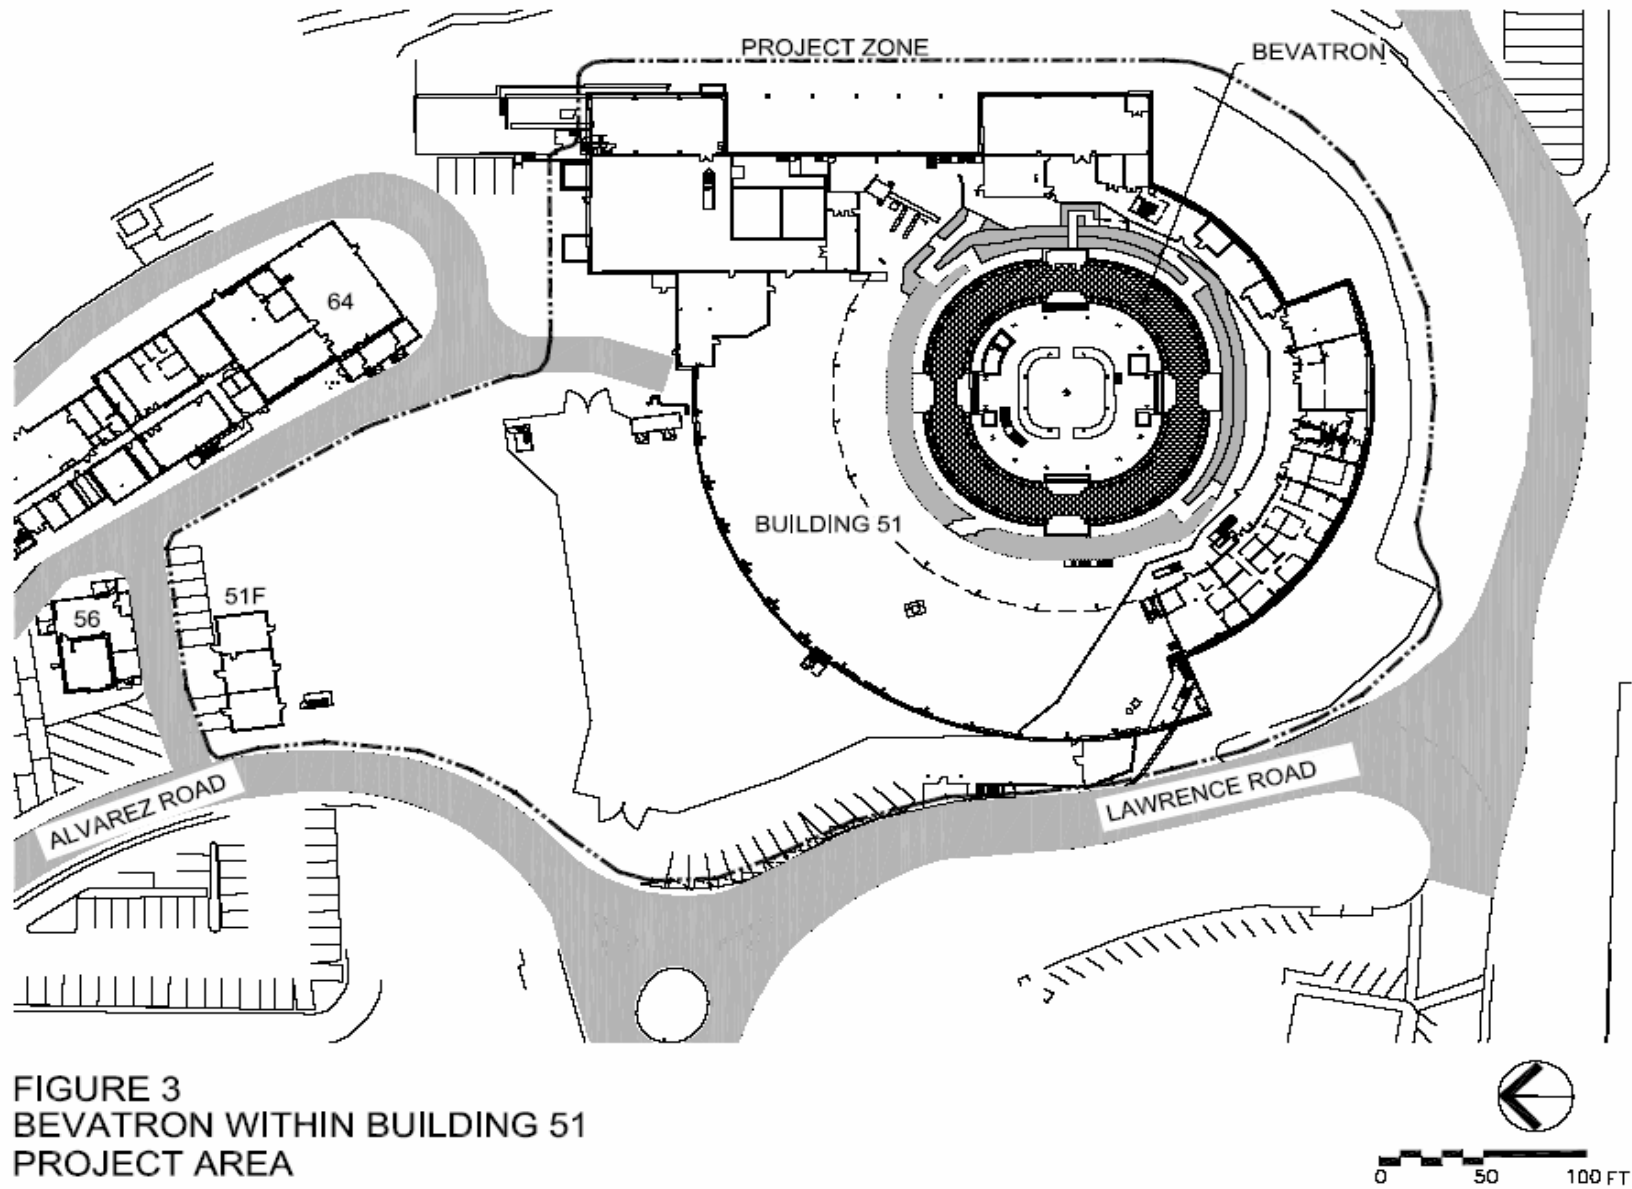 PROJECT ZONE
BEVATRON
64
BUILDING 51
51F
56
ALVAREZ ROAD
LAWRENCE ROAD
FIGURE 3
BEVATRON WITHIN BUILDING 51
PROJECT AREA
0 50 100 FT